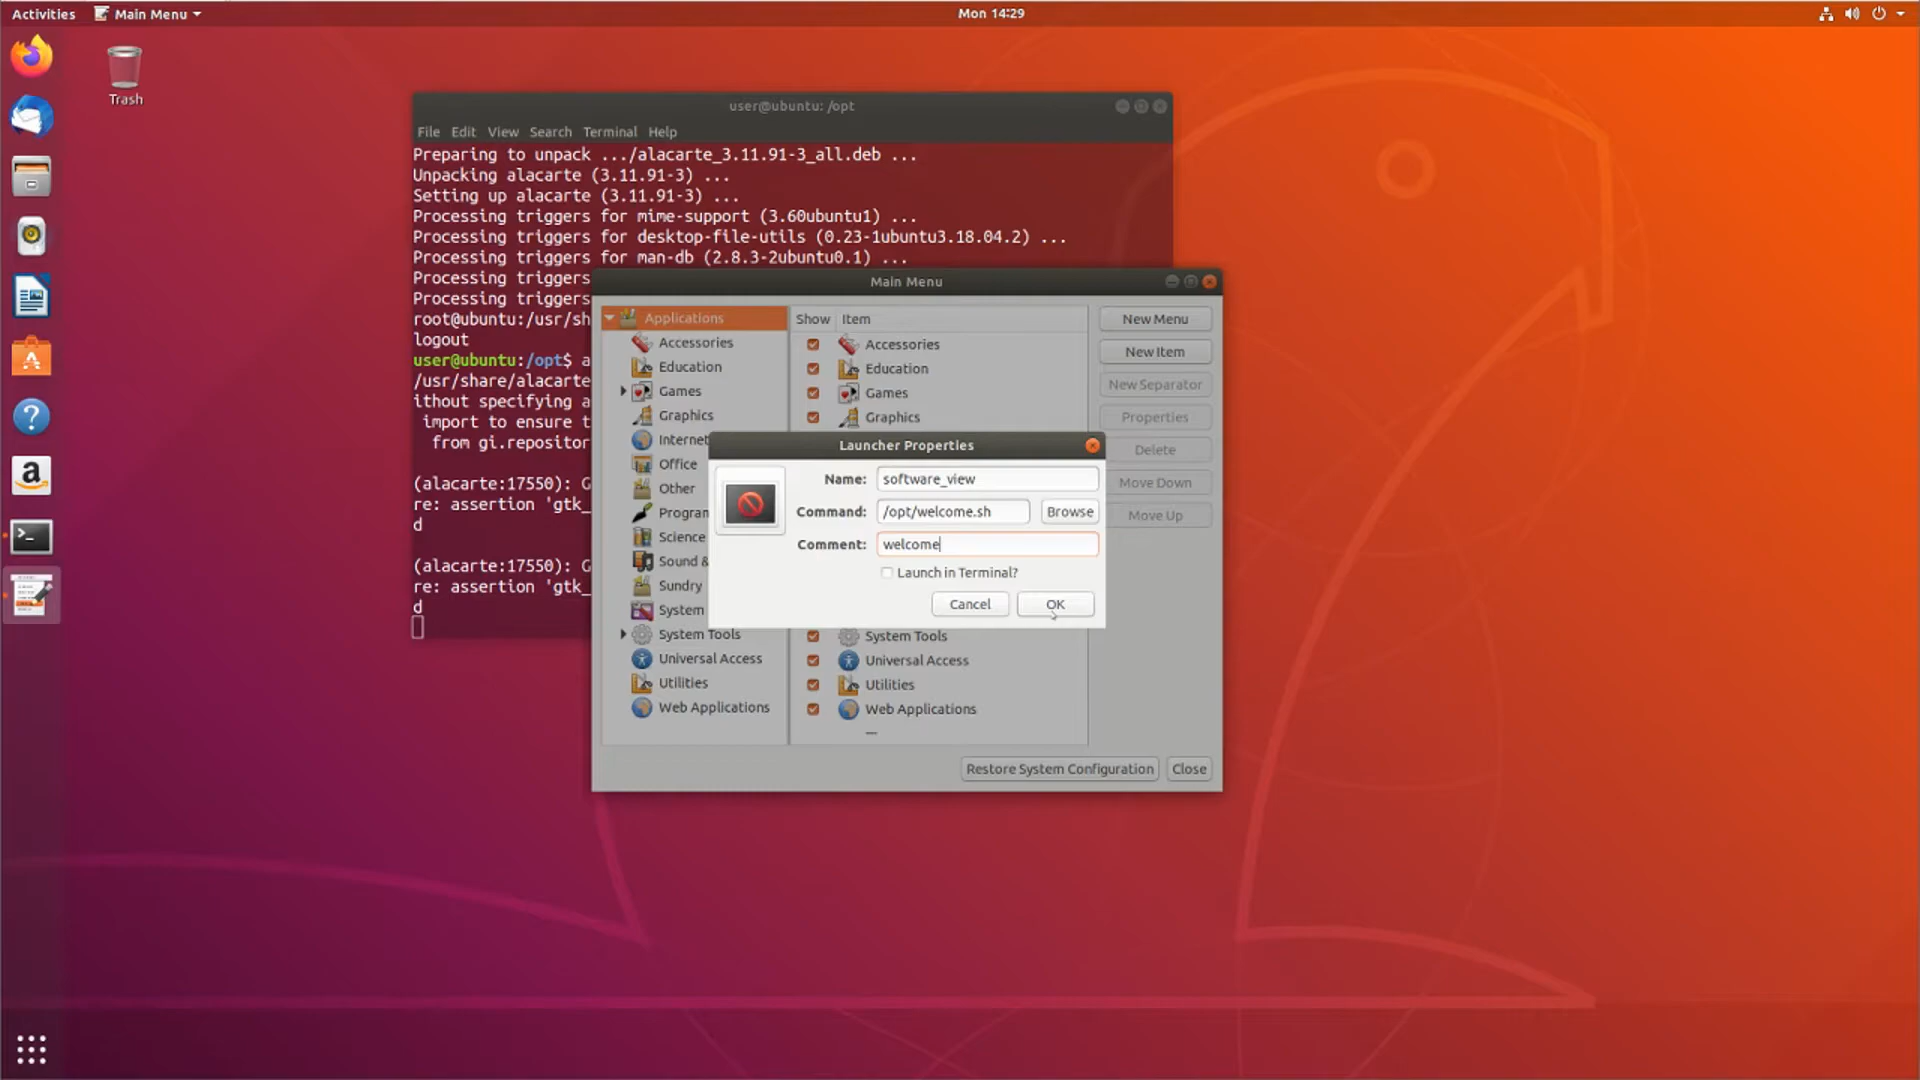 Activities
Main Menu
Mon 14:29
Trash
user@ubuntu: /opt
File Edit View Search Terminal Help
Preparing to unpack .../alacarte_3.11.91-3_all.deb ...
Unpacking alacarte (3.11.91-3) ...
Setting up alacarte (3.11.91-3) ...
Processing triggers for mime-support (3.60ubuntu1) ...
Processing triggers for desktop-file-utils (0.23-1ubuntu3.18.04.2) ...
Processing triggers for man-db (2.8.3-2ubuntu0.1) ...
Processing triggers
Processing triggers
root@ubuntu:/usr/sh
logout
user@ubuntu:/opt$ a
/usr/share/alacarte
ithout specifying a
import to ensure t
from gi.repositor
(alacarte:17550): G
re: assertion 'gtk_
d
(alacarte:17550): G
re: assertion 'gtk_
d
Main Menu
Applications
Accessories
Education
Games
Graphics
Internet
Office
Other
Program
Science
Sound &
Sundry
System
System Tools
Universal Access
Utilities
Web Applications
Show Item
Accessories
Education
Games
Graphics
System Tools
Universal Access
Utilities
Web Applications
---
New Menu
New Item
New Separator
Properties
Delete
Move Down
Move Up
Restore System Configuration
Close
Launcher Properties
Name: software_view
Command: /opt/welcome.sh Browse
Comment: welcome
Launch in Terminal?
Cancel OK